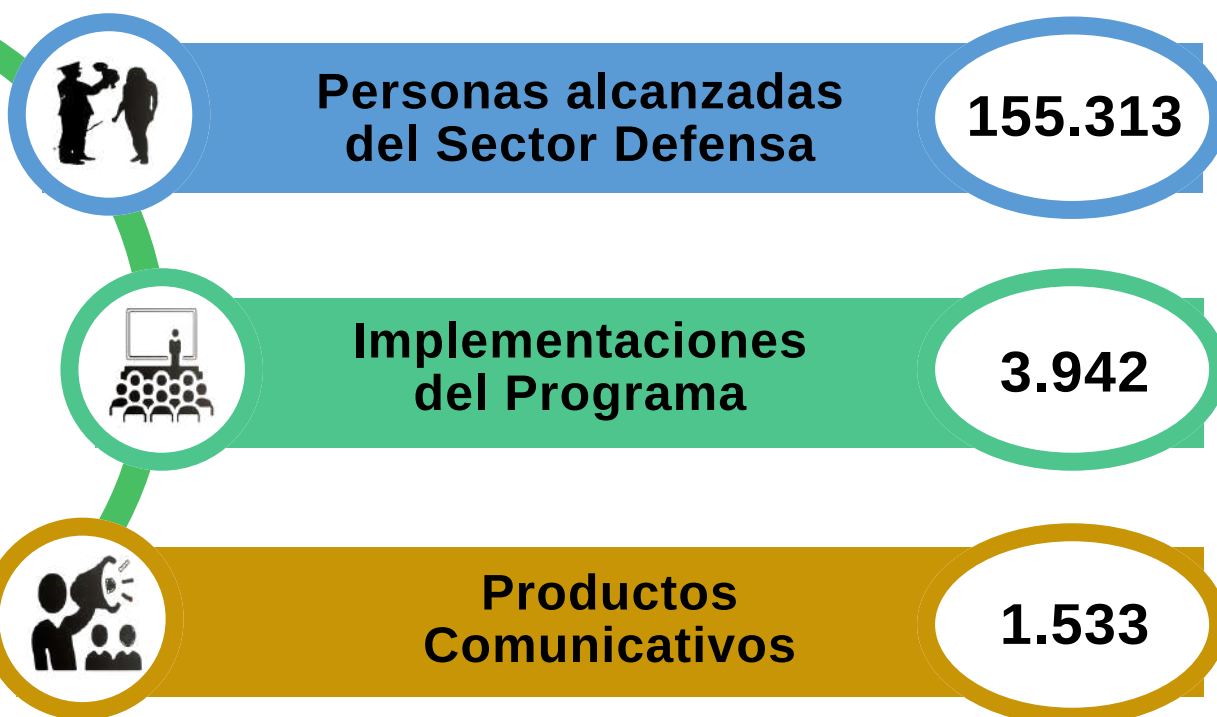 Personas alcanzadas
del Sector Defensa
155.313
Implementaciones
del Programa
3.942
Productos
Comunicativos
1.533